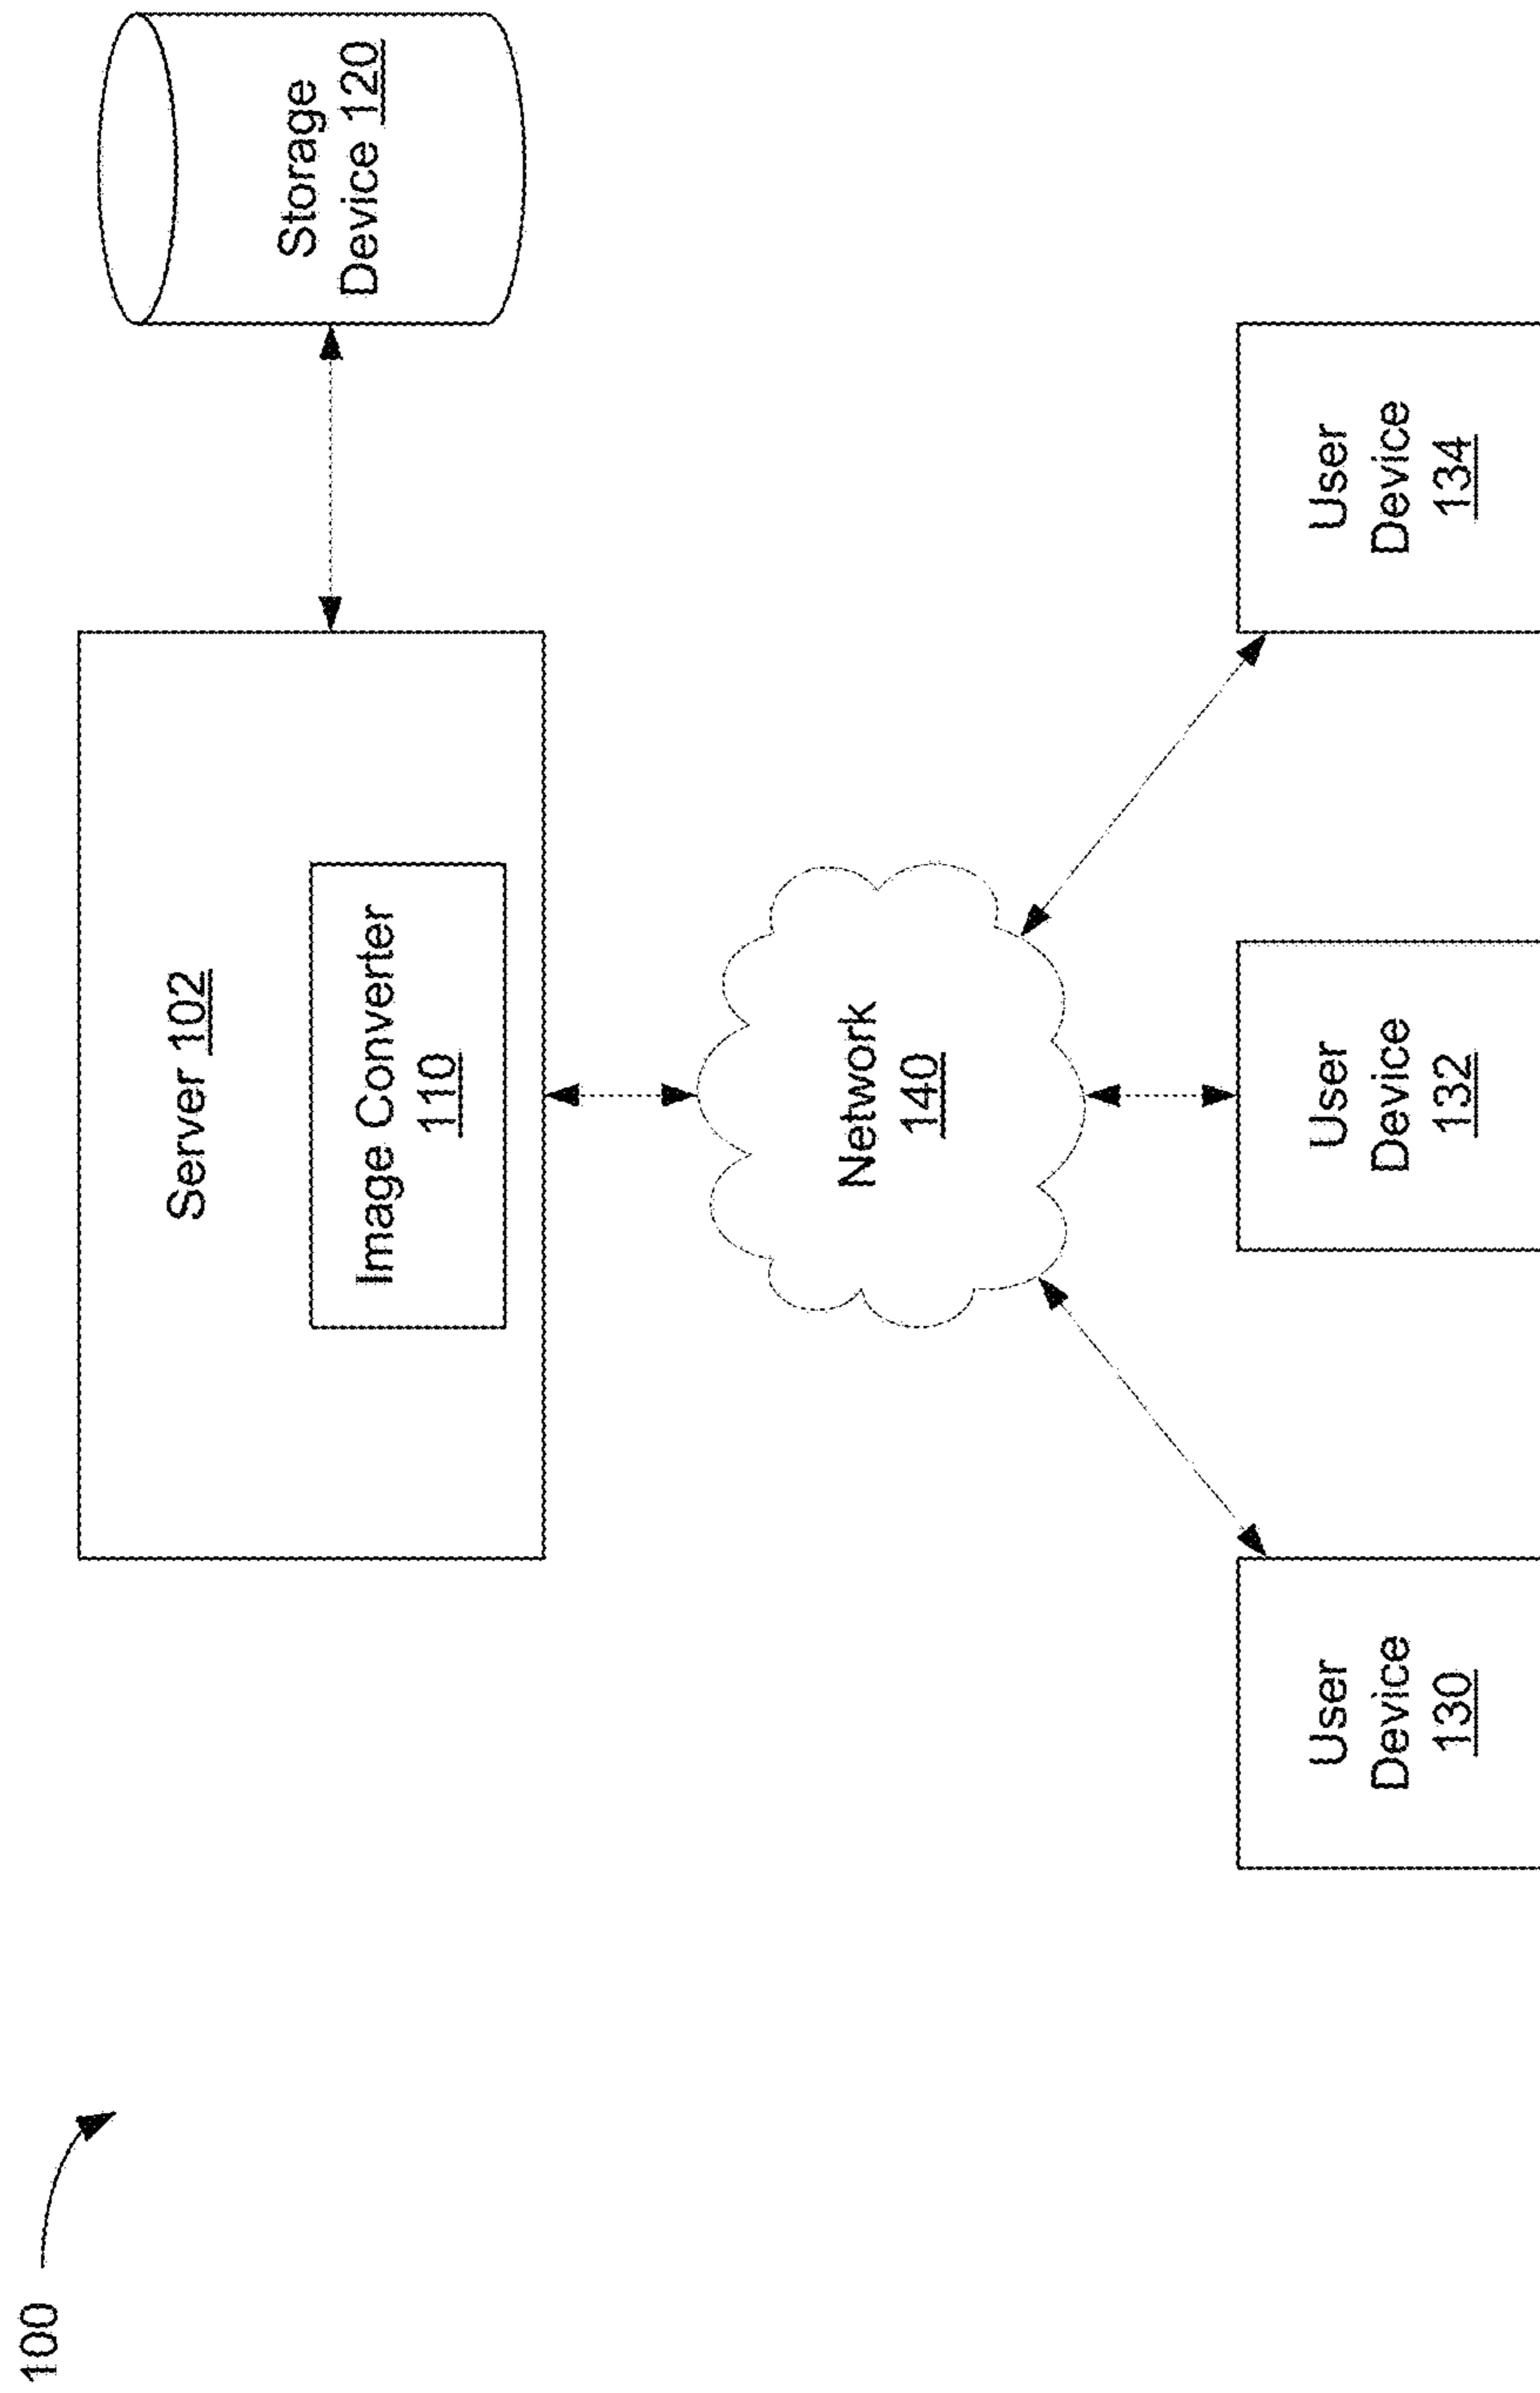 100
Server 102
Image Converter
110
Storage
Device 120
Network
140
User
Device
130
User
Device
132
User
Device
134